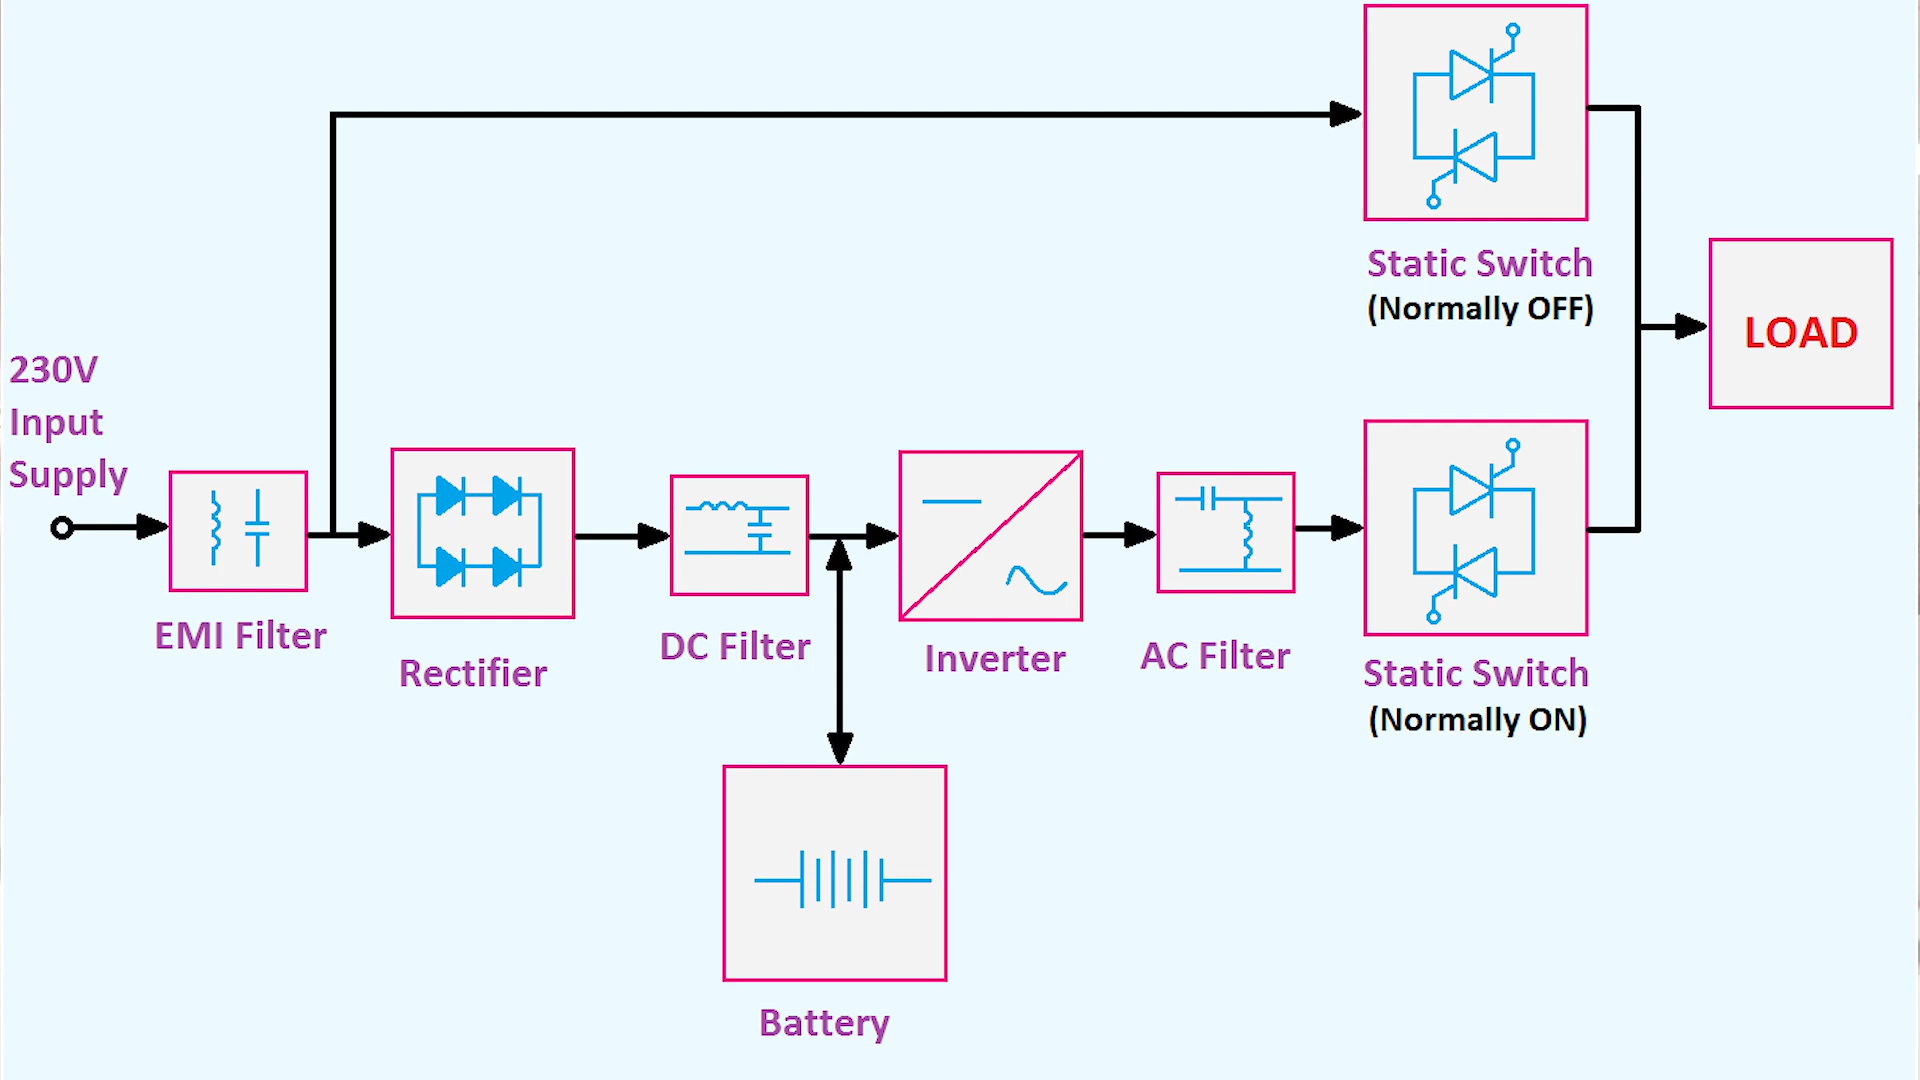 Static Switch
(Normally OFF)
LOAD
230V
Input
Supply
EMI Filter
Rectifier
DC Filter
Inverter
AC Filter
Static Switch
(Normally ON)
Battery